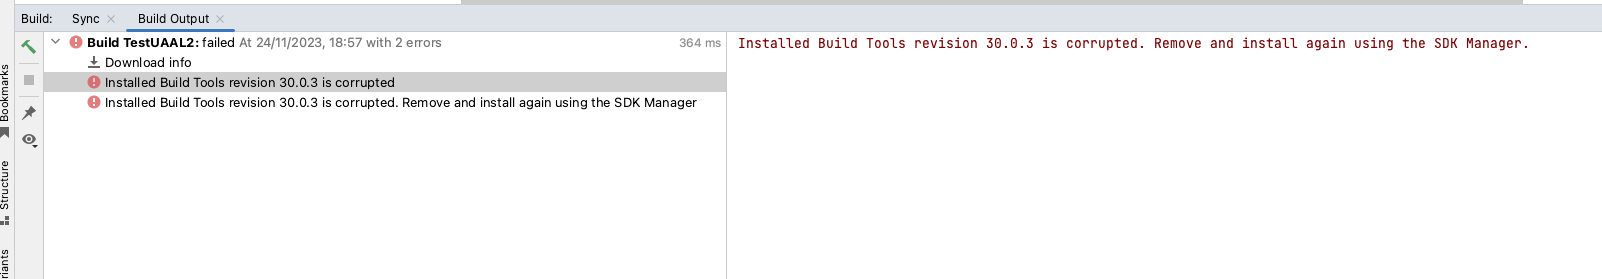 Build:
Sync
Build Output
Build TestUAAL2: failed At 24/11/2023, 18:57 with 2 errors
364 ms
Download info
Installed Build Tools revision 30.0.3 is corrupted
Installed Build Tools revision 30.0.3 is corrupted. Remove and install again using the SDK Manager
Installed Build Tools revision 30.0.3 is corrupted. Remove and install again using the SDK Manager.
Bookmarks
Structure
riants